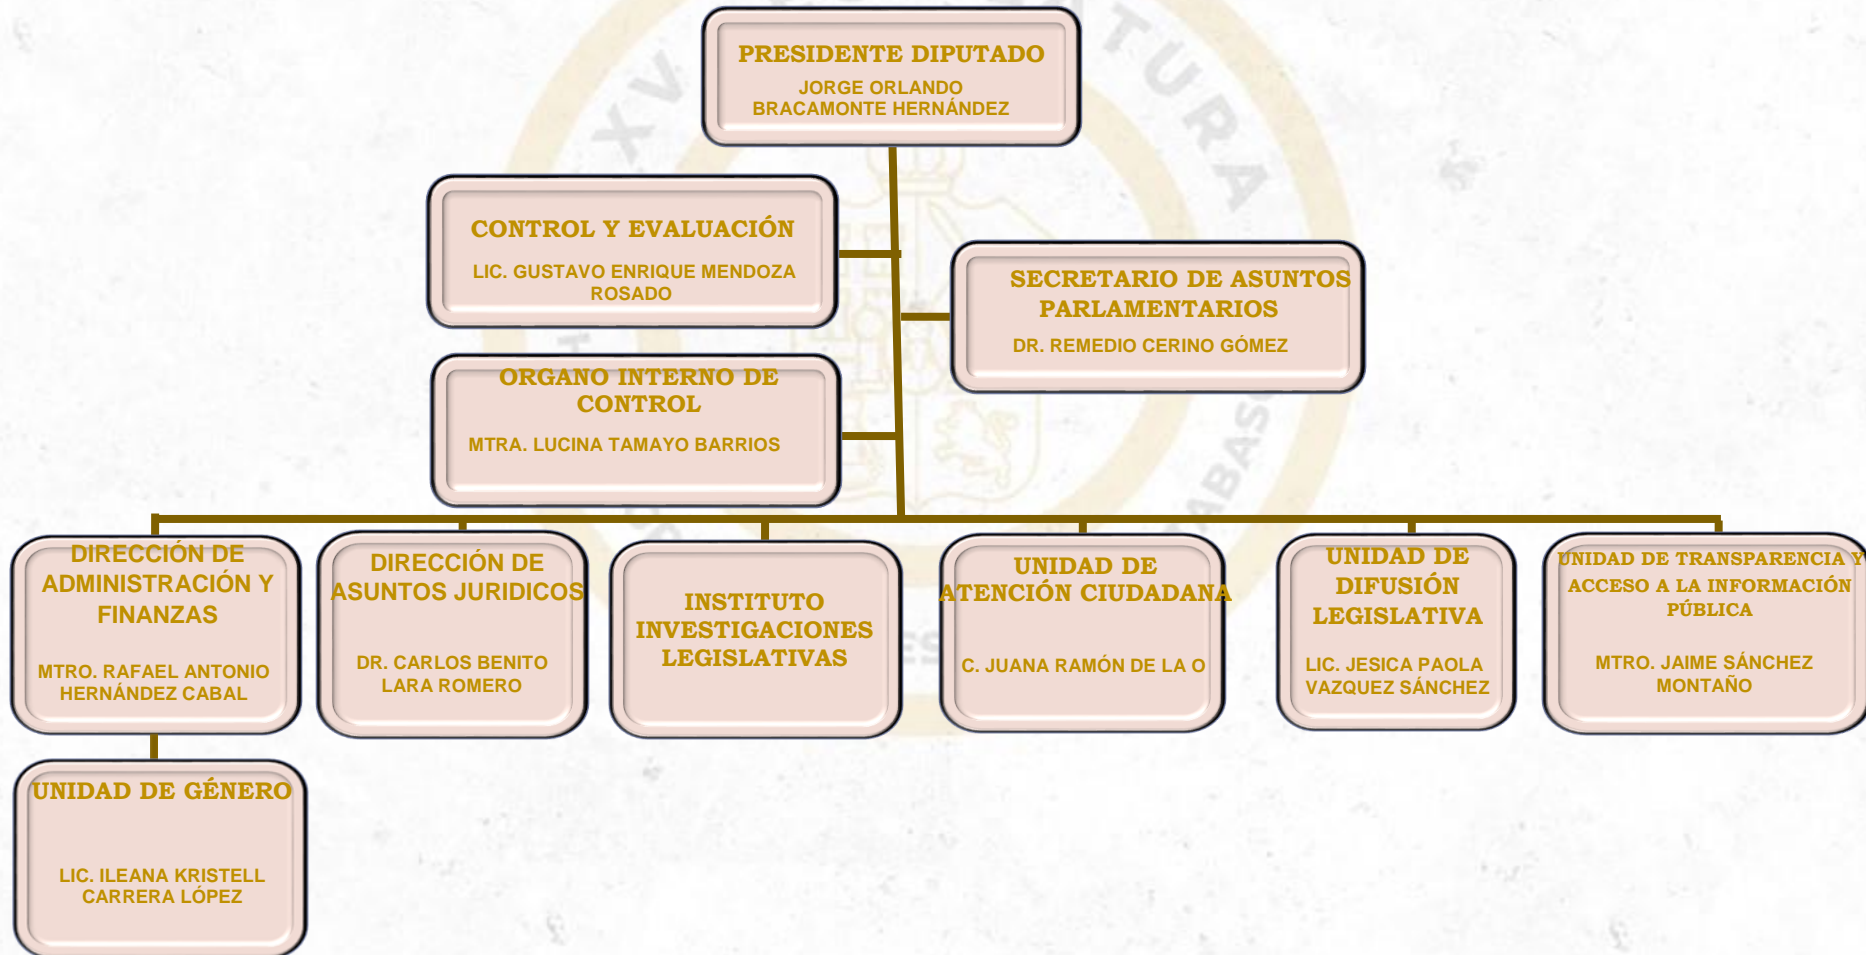 PRESIDENTE DIPUTADO
JORGE ORLANDO
BRACAMONTE HERNÁNDEZ
CONTROL Y EVALUACIÓN
LIC. GUSTAVO ENRIQUE MENDOZA
ROSADO
SECRETARIO DE ASUNTOS
PARLAMENTARIOS
DR. REMEDIO CERINO GÓMEZ
ORGANO INTERNO DE
CONTROL
MTRA. LUCINA TAMAYO BARRIOS
DIRECCIÓN DE
ADMINISTRACIÓN Y
FINANZAS
MTRO. RAFAEL ANTONIO
HERNÁNDEZ CABAL
DIRECCIÓN DE
ASUNTOS JURIDICOS
DR. CARLOS BENITO
LARA ROMERO
INSTITUTO
INVESTIGACIONES
LEGISLATIVAS
UNIDAD DE
ATENCIÓN CIUDADANA
C. JUANA RAMÓN DE LA O
UNIDAD DE
DIFUSIÓN
LEGISLATIVA
LIC. JESICA PAOLA
VAZQUEZ SÁNCHEZ
UNIDAD DE TRANSPARENCIA Y
ACCESO A LA INFORMACIÓN
PÚBLICA
MTRO. JAIME SÁNCHEZ
MONTAÑO
UNIDAD DE GÉNERO
LIC. ILEANA KRISTELL
CARRERA LÓPEZ